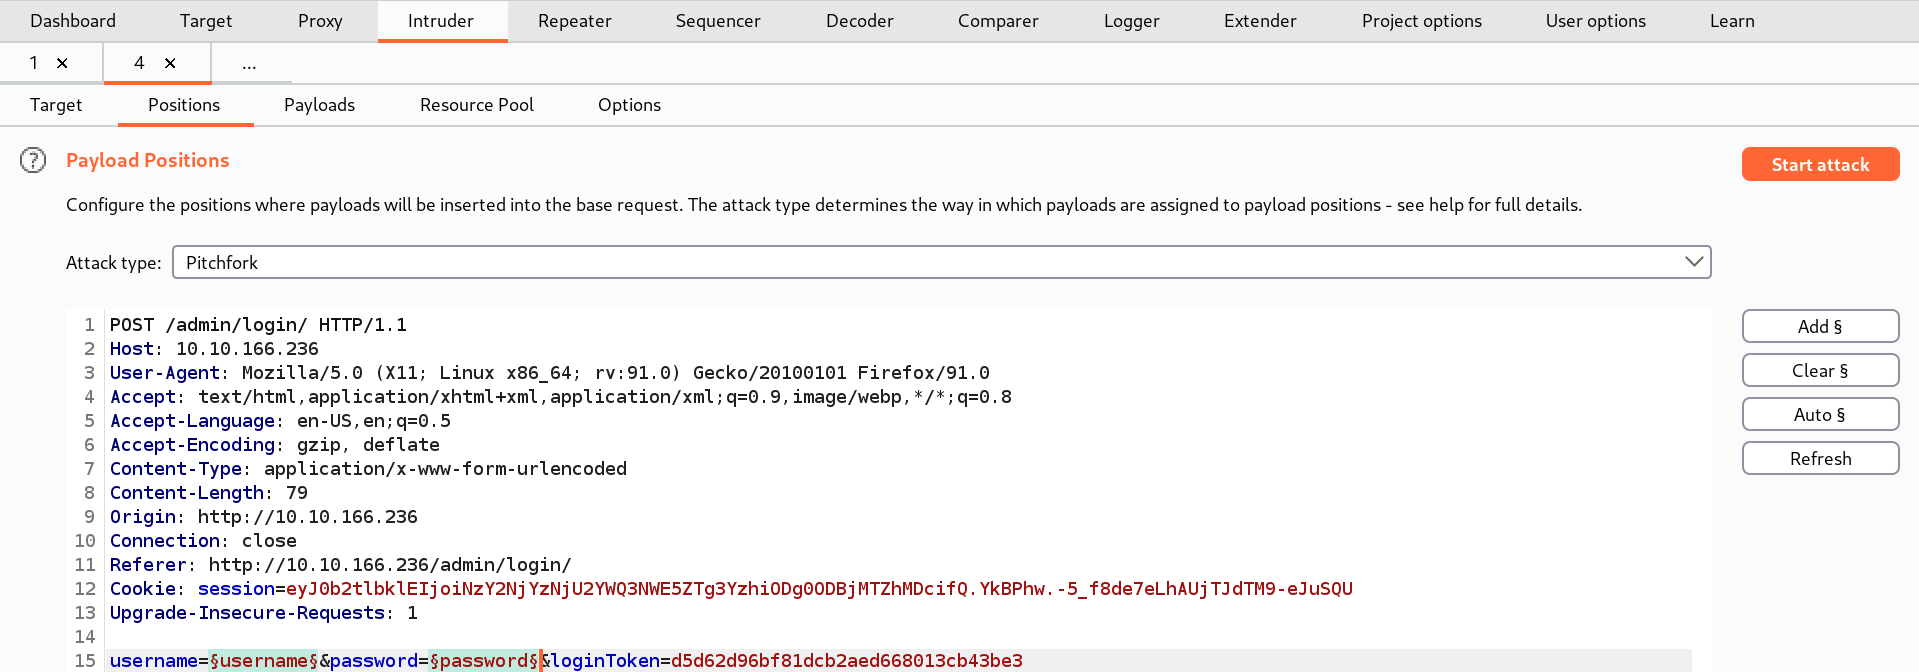 Dashboard Target Proxy Intruder Repeater Sequencer Decoder Comparer Logger Extender Project options User options Learn
1 × 4 × ...
Target Positions Payloads Resource Pool Options
? Payload Positions
Start attack
Configure the positions where payloads will be inserted into the base request. The attack type determines the way in which payloads are assigned to payload positions - see help for full details.
Attack type: Pitchfork
1 POST /admin/login/ HTTP/1.1
2 Host: 10.10.166.236
3 User-Agent: Mozilla/5.0 (X11; Linux x86_64; rv:91.0) Gecko/20100101 Firefox/91.0
4 Accept: text/html,application/xhtml+xml,application/xml;q=0.9,image/webp,*/*;q=0.8
5 Accept-Language: en-US,en;q=0.5
6 Accept-Encoding: gzip, deflate
7 Content-Type: application/x-www-form-urlencoded
8 Content-Length: 79
9 Origin: http://10.10.166.236
10 Connection: close
11 Referer: http://10.10.166.236/admin/login/
12 Cookie: session=eyJ0b2tlbklEIjoiNzY2NjYzNjU2YWQ3NWE5ZTg3YzhiODg0ODBjMTZhMDcifQ.YkBPhw.-5_f8de7eLhAUjTJdTM9-eJuSQU
13 Upgrade-Insecure-Requests: 1
14
15 username=§username§&password=§password§&loginToken=d5d62d96bf81dcb2aed668013cb43be3
Add §
Clear §
Auto §
Refresh